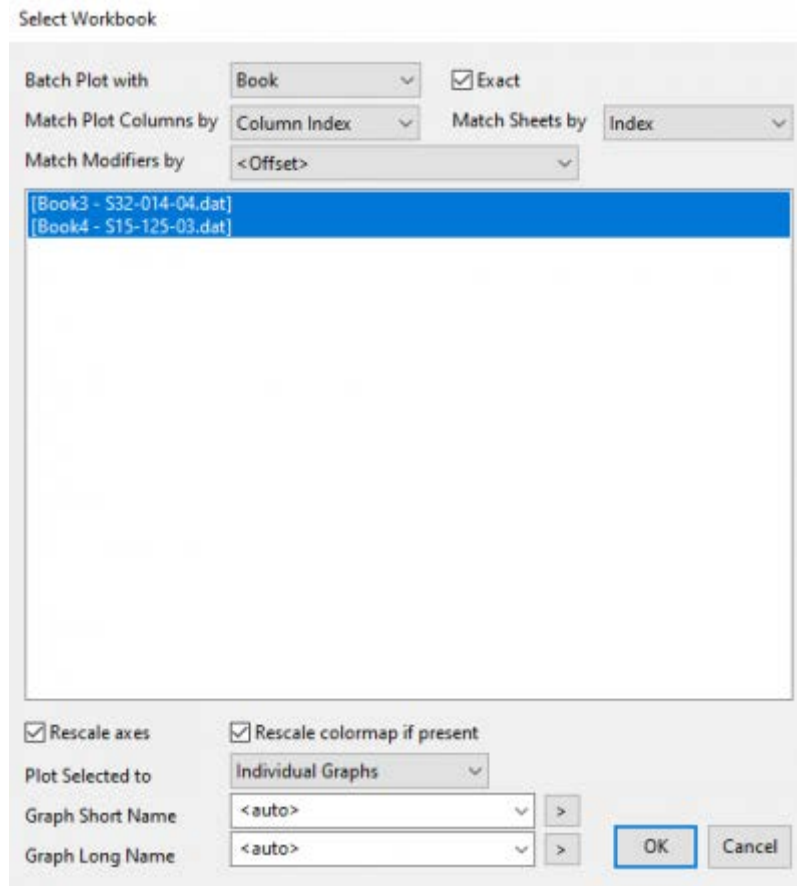 Select Workbook
Batch Plot with Book Exact
Match Plot Columns by Column Index Match Sheets by Index
Match Modifiers by <Offset>
[Book3 - S32-014-04.dat]
[Book4 - S15-125-03.dat]
Rescale axes Rescale colormap if present
Plot Selected to Individual Graphs
Graph Short Name <auto> >
Graph Long Name <auto> > OK Cancel